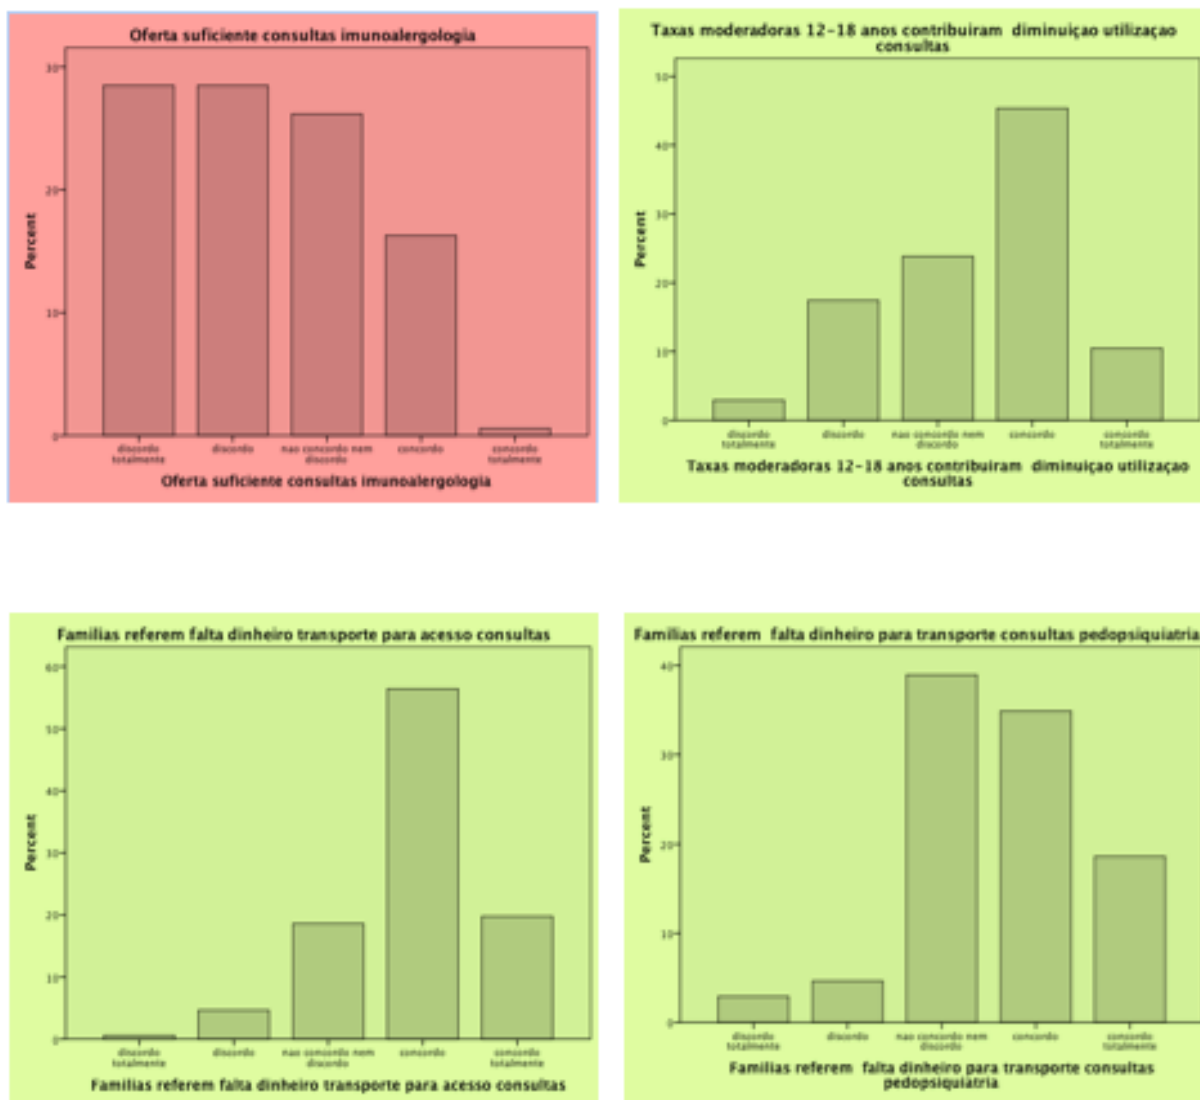 Oferta suficiente consultas imunoalergologia
30
20
10
0
Percent
discordo
totalmente
discordo
nao concordo nem
discordo
concordo
concordo
totalmente
Oferta suficiente consultas imunoalergologia
Taxas moderadoras 12-18 anos contribuiram diminuiçao utilizaçao
consultas
50
40
30
20
10
0
Percent
discordo
totalmente
discordo
nao concordo nem
discordo
concordo
concordo
totalmente
Taxas moderadoras 12-18 anos contribuiram diminuiçao utilizaçao
consultas
Familias referem falta dinheiro transporte para acesso consultas
60
50
40
30
20
10
0
Percent
discordo
totalmente
discordo
nao concordo nem
discordo
concordo
concordo
totalmente
Familias referem falta dinheiro transporte para acesso consultas
Familias referem falta dinheiro para transporte consultas pedopsiquiatria
40
30
20
10
0
Percent
discordo
totalmente
discordo
nao concordo nem
discordo
concordo
concordo
totalmente
Familias referem falta dinheiro para transporte consultas
pedopsiquiatria